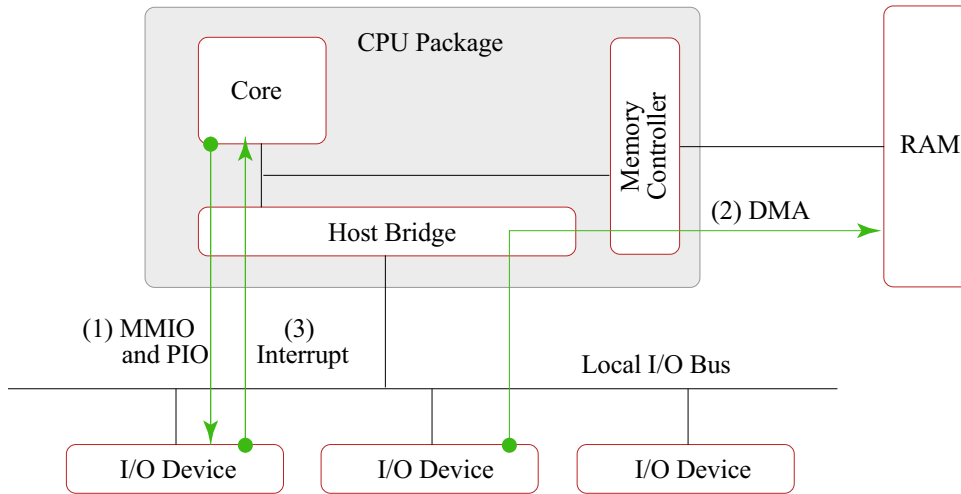 CPU Package
Core
Memory
Controller
RAM
(2) DMA
Host Bridge
(1) MMIO
and PIO
(3)
Interrupt
Local I/O Bus
I/O Device
I/O Device
I/O Device